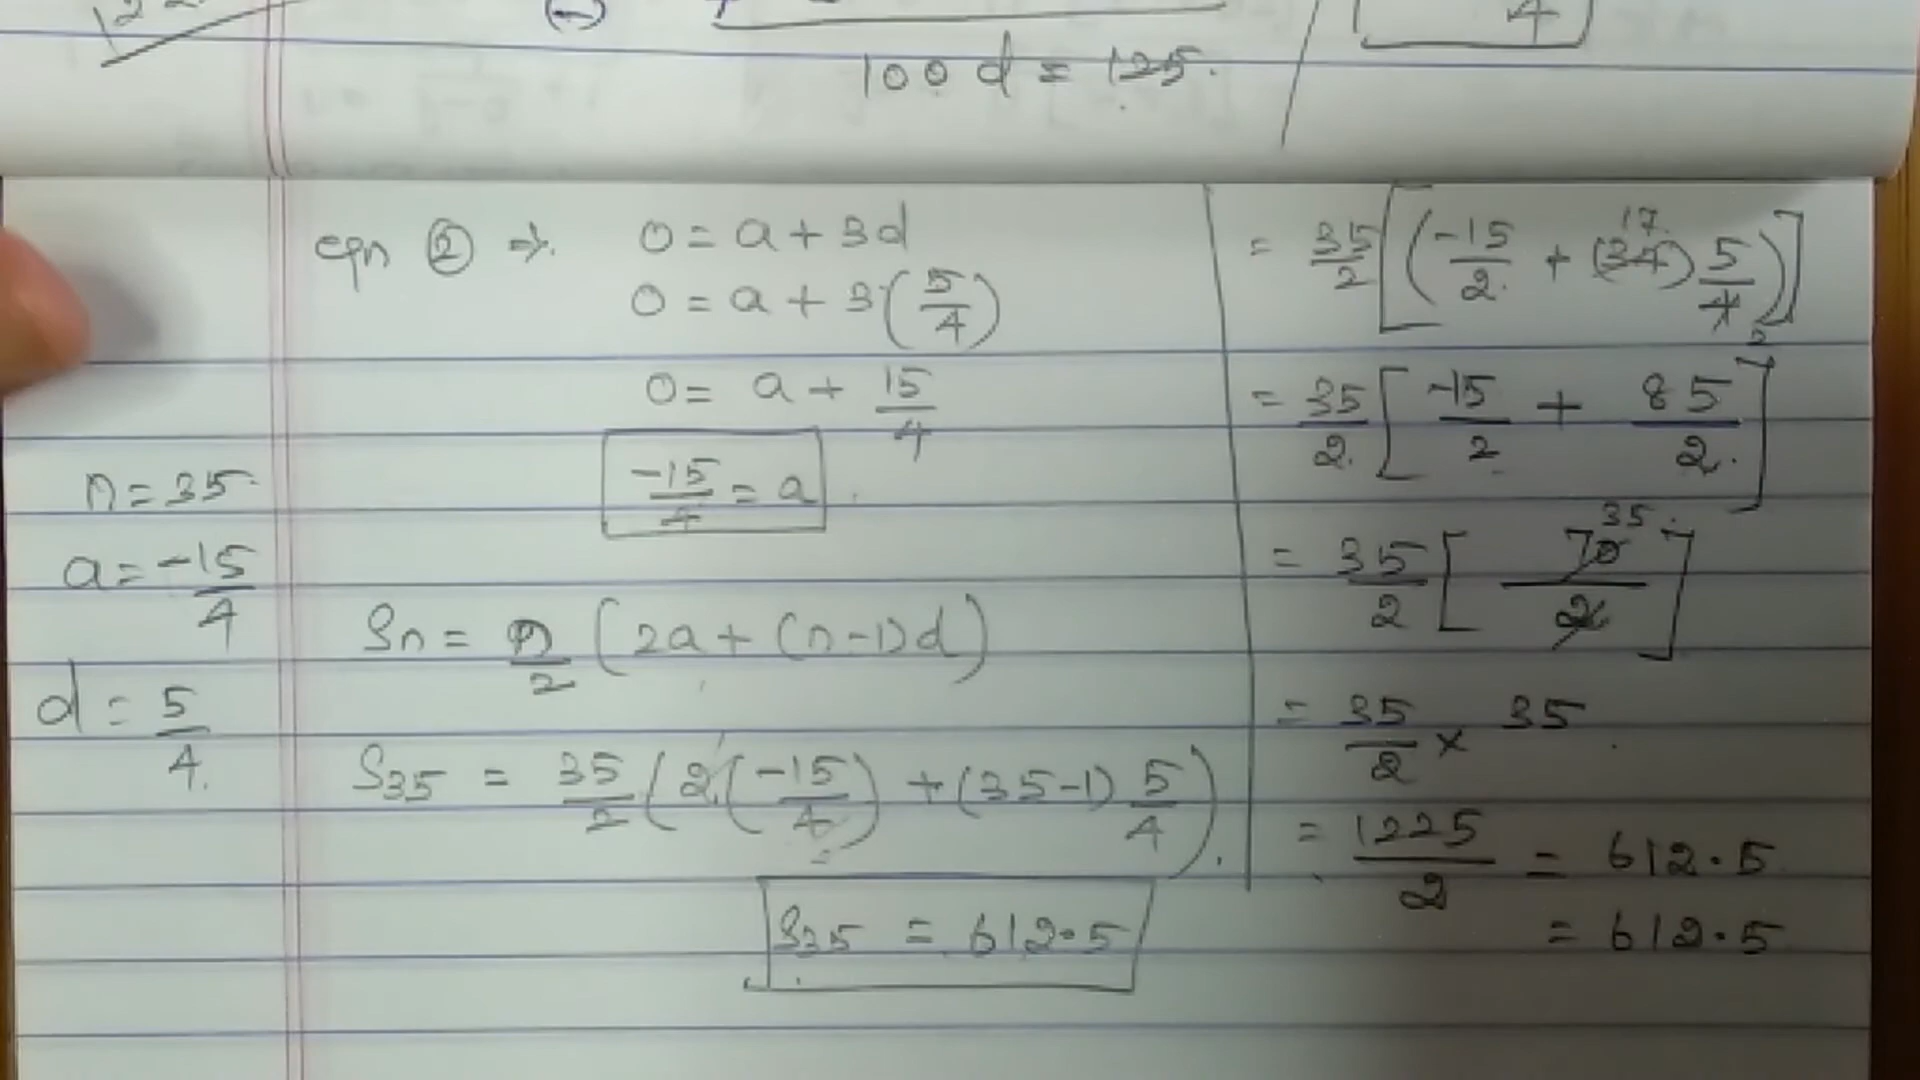 100 d = 125.
eqn ② ⇒ 0 = a + 3d
0 = a + 3(5/4)
0 = a + 15/4
-15/4 = a
n = 35
a = -15/4
d = 5/4
Sn = n/2 (2a + (n-1)d)
S35 = 35/2 (2(-15/4) + (35-1) 5/4).
S35 = 612.5
= 35/2 [(-15/2 + (34) 17 5/4 2)]
= 35/2 [-15/2 + 85/2]
= 35/2 [70/2] 35
= 35/2 × 35
= 1225/2 = 612.5
= 612.5